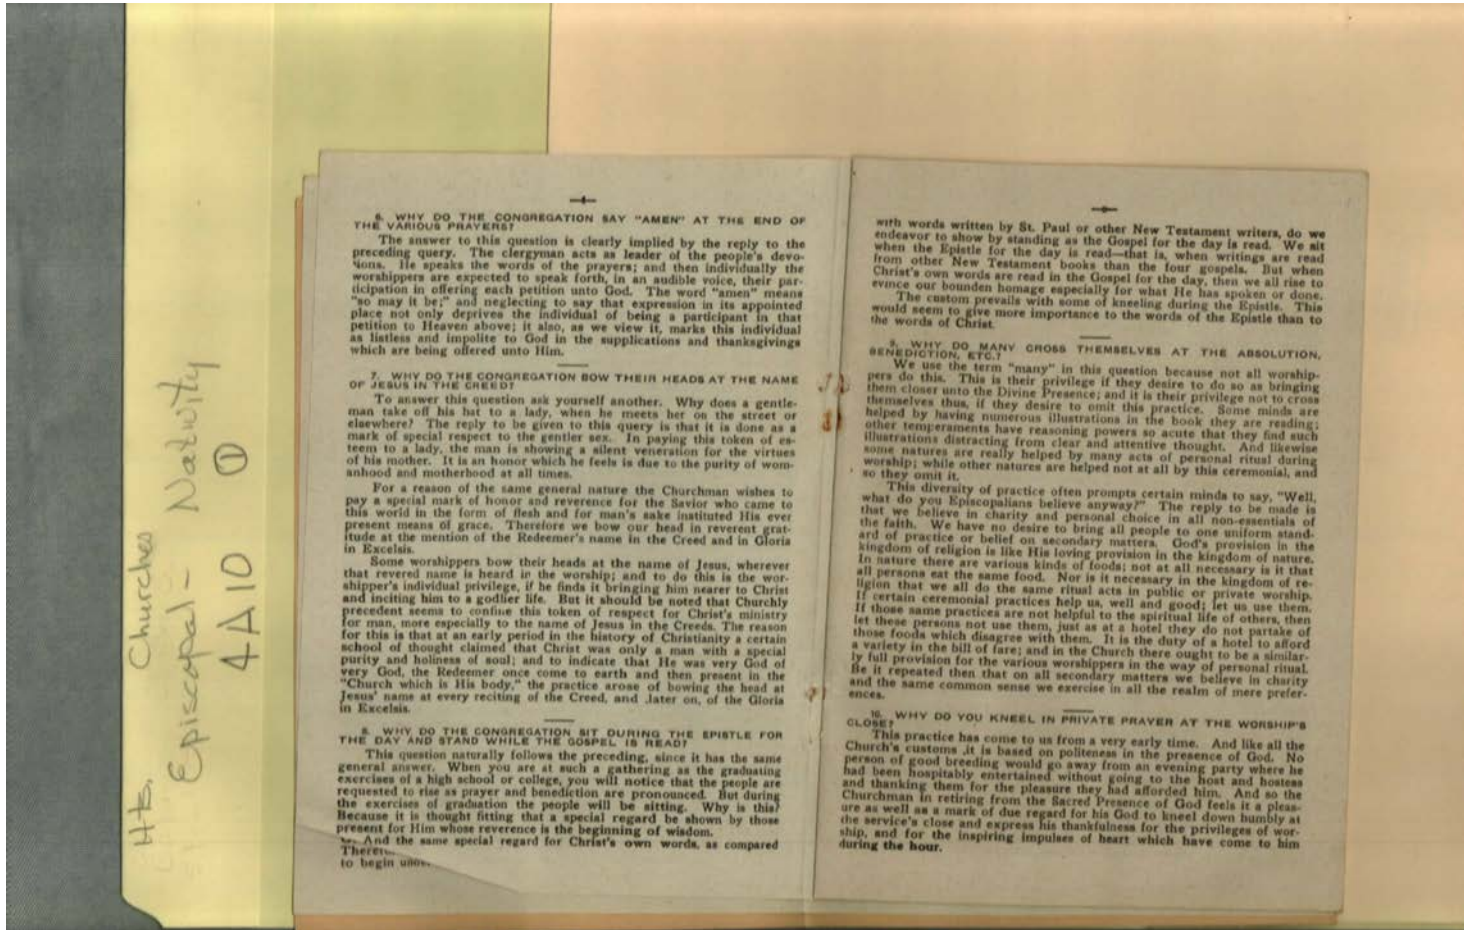 Hts. Churches
Episcopal - Nativity
4A10 ①
6. WHY DO THE CONGREGATION SAY "AMEN" AT THE END OF
THE VARIOUS PRAYERS?
The answer to this question is clearly implied by the reply to the
preceding query. The clergyman acts as leader of the people's devo-
tions. He speaks the words of the prayers; and then individually the
worshippers are expected to speak forth, in an audible voice, their par-
ticipation in offering each petition unto God. The word "amen" means
"so may it be;" and neglecting to say that expression in its appointed
place not only deprives the individual of being a participant in that
petition to Heaven above; it also, as we view it, marks this individual
as listless and impolite to God in the supplications and thanksgivings
which are being offered unto Him.
7. WHY DO THE CONGREGATION BOW THEIR HEADS AT THE NAME
OF JESUS IN THE CREED?
To answer this question ask yourself another. Why does a gentle-
man take off his hat to a lady, when he meets her on the street or
elsewhere? The reply to be given to this query is that it is done as a
mark of special respect to the gentler sex. In paying this token of es-
teem to a lady, the man is showing a silent veneration for the virtues
of his mother. It is an honor which he feels is due to the purity of wom-
anhood and motherhood at all times.
For a reason of the same general nature the Churchman wishes to
pay a special mark of honor and reverence for the Savior who came to
this world in the form of flesh and for man's sake instituted His ever
present means of grace. Therefore we bow our head in reverent grat-
itude at the mention of the Redeemer's name in the Creed and in Gloria
in Excelsis.
Some worshippers bow their heads at the name of Jesus, wherever
that revered name is heard in the worship; and to do this is the wor-
shipper's individual privilege, if he finds it bringing him nearer to Christ
and inciting him to a godlier life. But it should be noted that Churchly
precedent seems to confine this token of respect for Christ's ministry
for man, more especially to the name of Jesus in the Creeds. The reason
for this is that at an early period in the history of Christianity a certain
school of thought claimed that Christ was only a man with a special
purity and holiness of soul; and to indicate that He was very God of
very God, the Redeemer once come to earth and then present in the
"Church which is His body," the practice arose of bowing the head at
Jesus' name at every reciting of the Creed, and .later on, of the Gloria
in Excelsis.
8. WHY DO THE CONGREGATION SIT DURING THE EPISTLE FOR
THE DAY AND STAND WHILE THE GOSPEL IS READ?
This question naturally follows the preceding, since it has the same
general answer. When you are at such a gathering as the graduating
exercises of a high school or college, you will notice that the people are
requested to rise as prayer and benediction are pronounced. But during
the exercises of graduation the people will be sitting. Why is this?
Because it is thought fitting that a special regard be shown by those
present for Him whose reverence is the beginning of wisdom.
And the same special regard for Christ's own words, as compared
to begin
with words written by St. Paul or other New Testament writers, do we
endeavor to show by standing as the Gospel for the day is read. We sit
when the Epistle for the day is read—that is, when writings are read
from other New Testament books than the four gospels. But when
Christ's own words are read in the Gospel for the day, then we all rise to
evince our bounden homage especially for what He has spoken or done.
The custom prevails with some of kneeling during the Epistle. This
would seem to give more importance to the words of the Epistle than to
the words of Christ.
9. WHY DO MANY CROSS THEMSELVES AT THE ABSOLUTION,
BENEDICTION, ETC.?
We use the term "many" in this question because not all worship-
pers do this. This is their privilege if they desire to do so as bringing
them closer unto the Divine Presence; and it is their privilege not to cross
themselves thus, if they desire to omit this practice. Some minds are
helped by having numerous illustrations in the book they are reading;
other temperaments have reasoning powers so acute that they find such
illustrations distracting from clear and attentive thought. And likewise
some natures are really helped by many acts of personal ritual during
worship; while other natures are helped not at all by this ceremonial, and
so they omit it.
This diversity of practice often prompts certain minds to say, "Well,
what do you Episcopalians believe anyway?" The reply to be made is
that we believe in charity and personal choice in all non-essentials of
the faith. We have no desire to bring all people to one uniform stand-
ard of practice or belief on secondary matters. God's provision in the
kingdom of religion is like His loving provision in the kingdom of nature.
In nature there are various kinds of foods; not at all necessary is it that
all persons eat the same food. Nor is it necessary in the kingdom of re-
ligion that we all do the same ritual acts in public or private worship.
If certain ceremonial practices help us, well and good; let us use them.
If those same practices are not helpful to the spiritual life of others, then
let these persons not use them, just as at a hotel they do not partake of
those foods which disagree with them. It is the duty of a hotel to afford
a variety in the bill of fare; and in the Church there ought to be a similar-
ly full provision for the various worshippers in the way of personal ritual.
Be it repeated then that on all secondary matters we believe in charity
and the same common sense we exercise in all the realm of mere prefer-
ences.
10. WHY DO YOU KNEEL IN PRIVATE PRAYER AT THE WORSHIP'S
CLOSE?
This practice has come to us from a very early time. And like all the
Church's customs ,it is based on politeness in the presence of God. No
person of good breeding would go away from an evening party where he
had been hospitably entertained without going to the host and hostess
and thanking them for the pleasure they had afforded him. And so the
Churchman in retiring from the Sacred Presence of God feels it a pleas-
ure as well as a mark of due regard for his God to kneel down humbly at
the service's close and express his thankfulness for the privileges of wor-
ship, and for the inspiring impulses of heart which have come to him
during the hour.